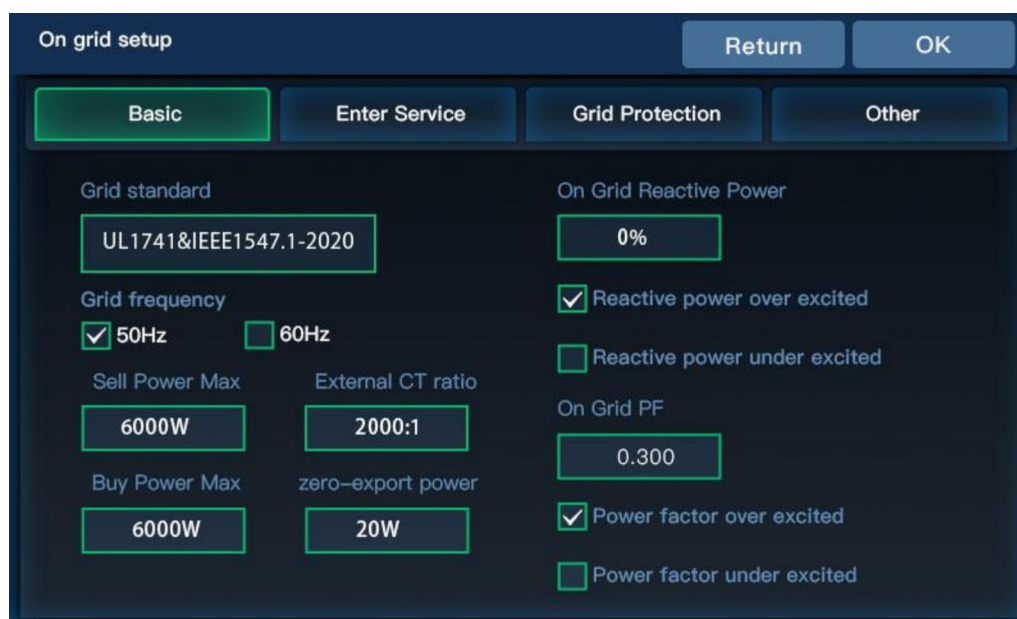 On grid setup
Return
OK
Basic
Enter Service
Grid Protection
Other
Grid standard
UL1741&IEEE1547.1-2020
Grid frequency
50Hz
60Hz
Sell Power Max
External CT ratio
6000W
2000:1
Buy Power Max
zero-export power
6000W
20W
On Grid Reactive Power
0%
Reactive power over excited
Reactive power under excited
On Grid PF
0.300
Power factor over excited
Power factor under excited